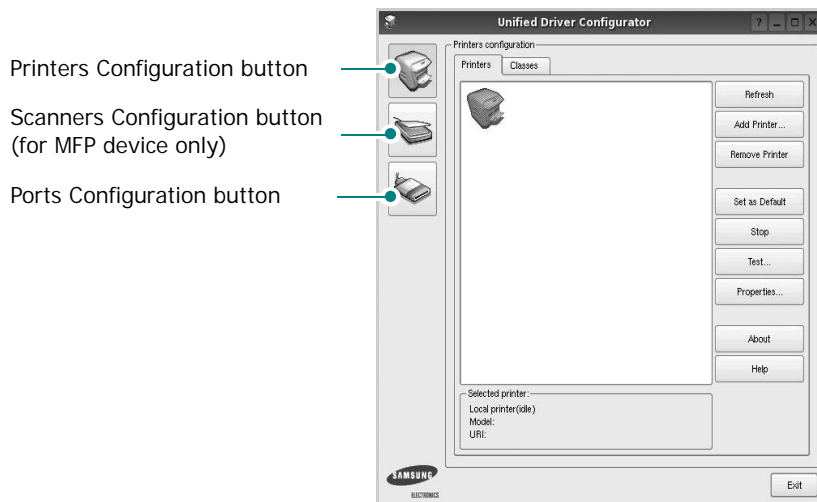 Unified Driver Configurator
Printers Configuration button
Scanners Configuration button
(for MFP device only)
Ports Configuration button
Printers configuration
Printers
Classes
Refresh
Add Printer...
Remove Printer
Set as Default
Stop
Test...
Properties...
About
Help
Selected printer:
Local printer(idle)
Model:
URI:
SAMSUNG
ELECTRONICS
Exit